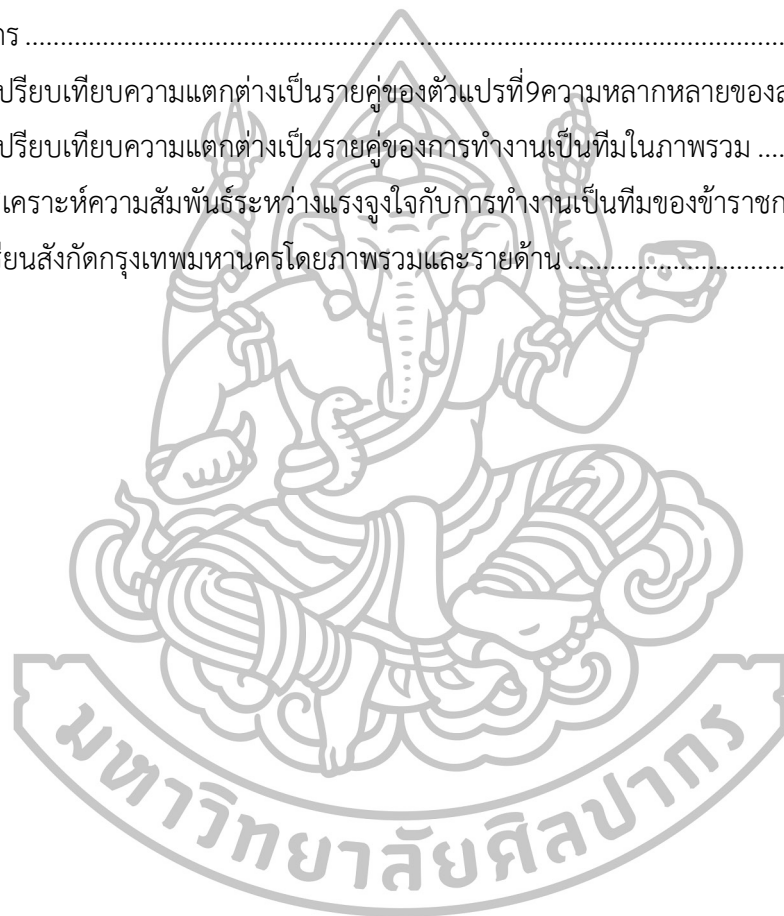 าร ........................................................................................................................
ปรียบเทียบความแตกต่างเป็นรายคู่ของตัวแปรที่9ความหลากหลายของส
ปรียบเทียบความแตกต่างเป็นรายคู่ของการทำงานเป็นทีมในภาพรวม ....
เคราะห์ความสัมพันธ์ระหว่างแรงจูงใจกับการทำงานเป็นทีมของข้าราชก
รียนสังกัดกรุงเทพมหานครโดยภาพรวมและรายด้าน ..................................
มหาวิทยาลัยศิลปากร